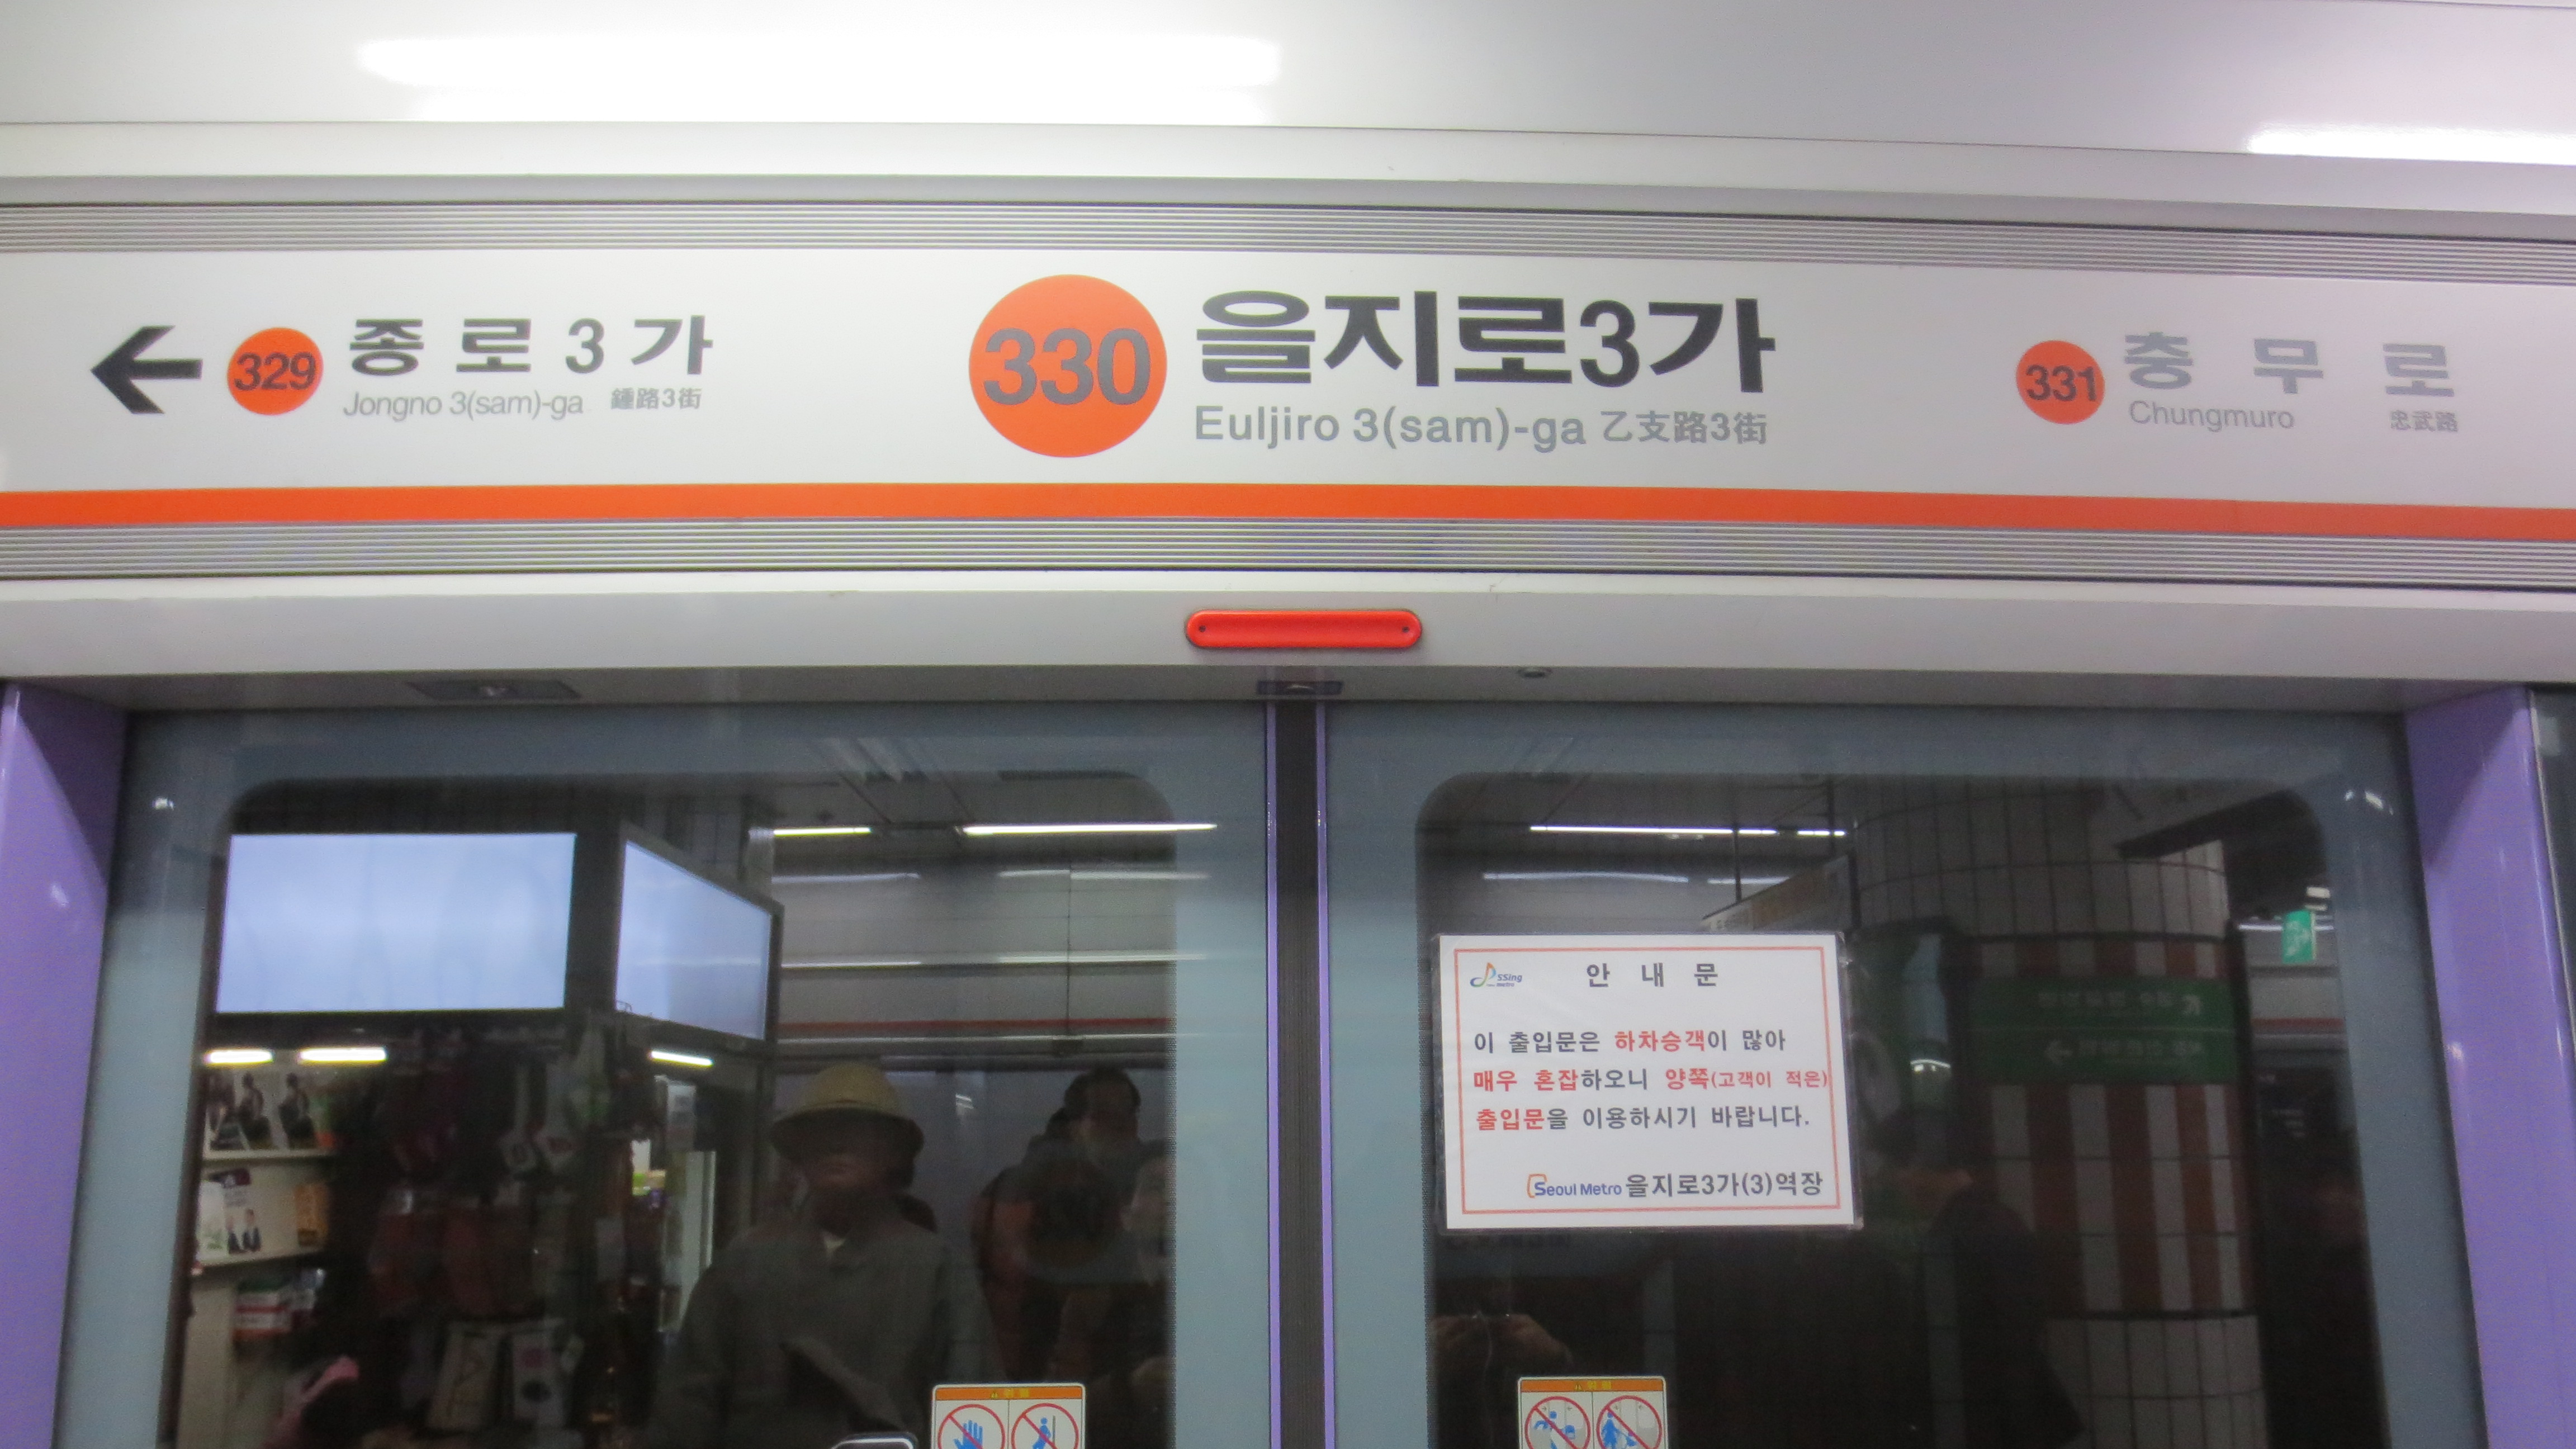 329 종로3가
Jongno 3(sam)-ga 鍾路3街
330 을지로3가
Euljiro 3(sam)-ga 乙支路3街
331 충무로
Chungmuro 忠武路
SSing
안 내 문
이 출입문은 하차승객이 많아
매우 혼잡하오니 양쪽(고객이 적은)
출입문을 이용하시기 바랍니다.
Seoul Metro 을지로3가(3)역장